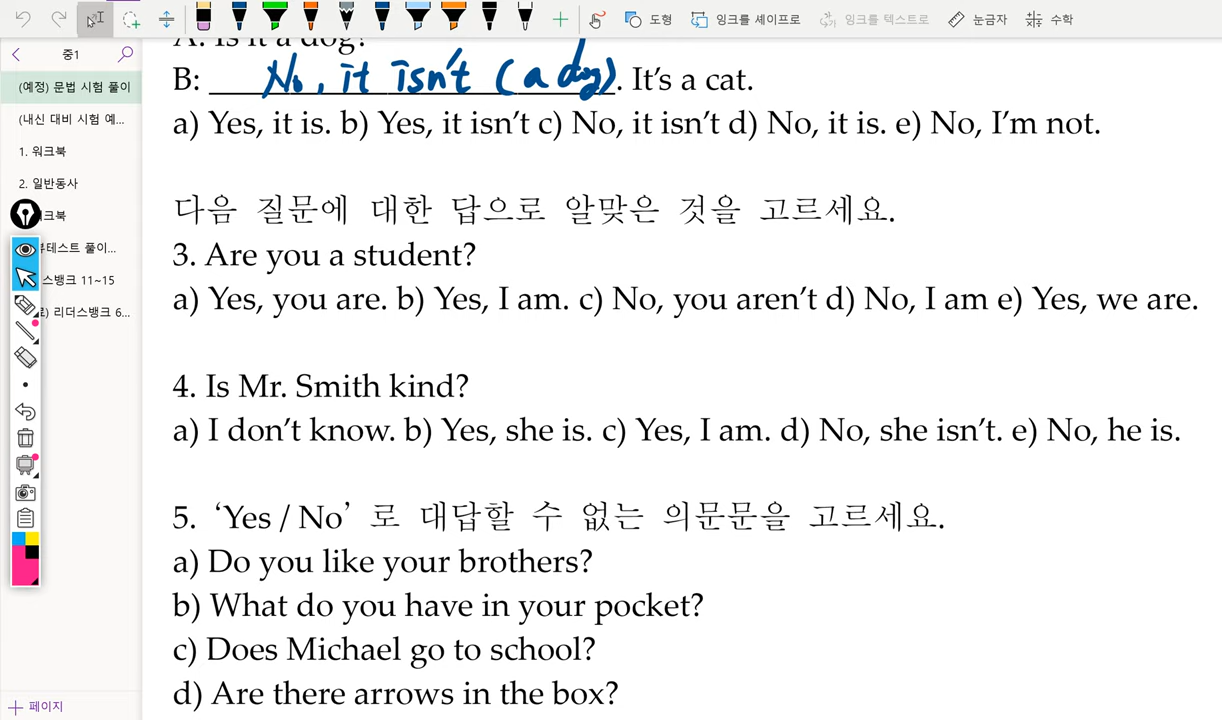 도형 잉크를 셰이프로 잉크를 텍스트로 눈금자 수학
중1
(예정) 문법 시험 풀이
(내신 대비 시험 예...
1. 워크북
2. 일반동사
크북
테스트 풀이...
스뱅크 11~15
) 리더스뱅크 6...
페이지
A: Is it a dog?
B: No, it isn't (a dog). It’s a cat.
a) Yes, it is. b) Yes, it isn’t c) No, it isn’t d) No, it is. e) No, I’m not.
다음 질문에 대한 답으로 알맞은 것을 고르세요.
3. Are you a student?
a) Yes, you are. b) Yes, I am. c) No, you aren’t d) No, I am e) Yes, we are.
4. Is Mr. Smith kind?
a) I don’t know. b) Yes, she is. c) Yes, I am. d) No, she isn’t. e) No, he is.
5. ‘Yes / No’ 로 대답할 수 없는 의문문을 고르세요.
a) Do you like your brothers?
b) What do you have in your pocket?
c) Does Michael go to school?
d) Are there arrows in the box?